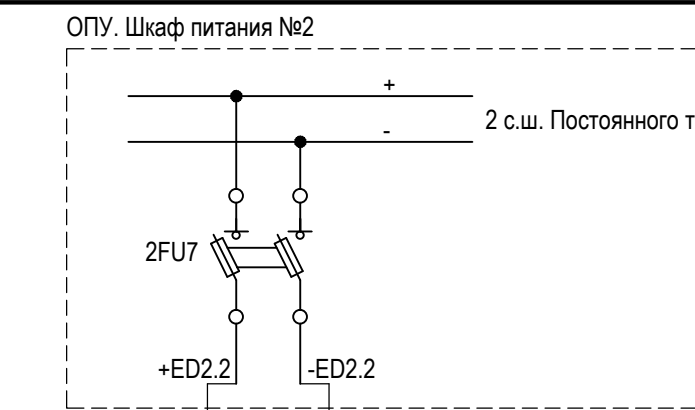 ОПУ. Шкаф питания №2
+
2 с.ш. Постоянного т
-
2FU7
+ED2.2
-ED2.2